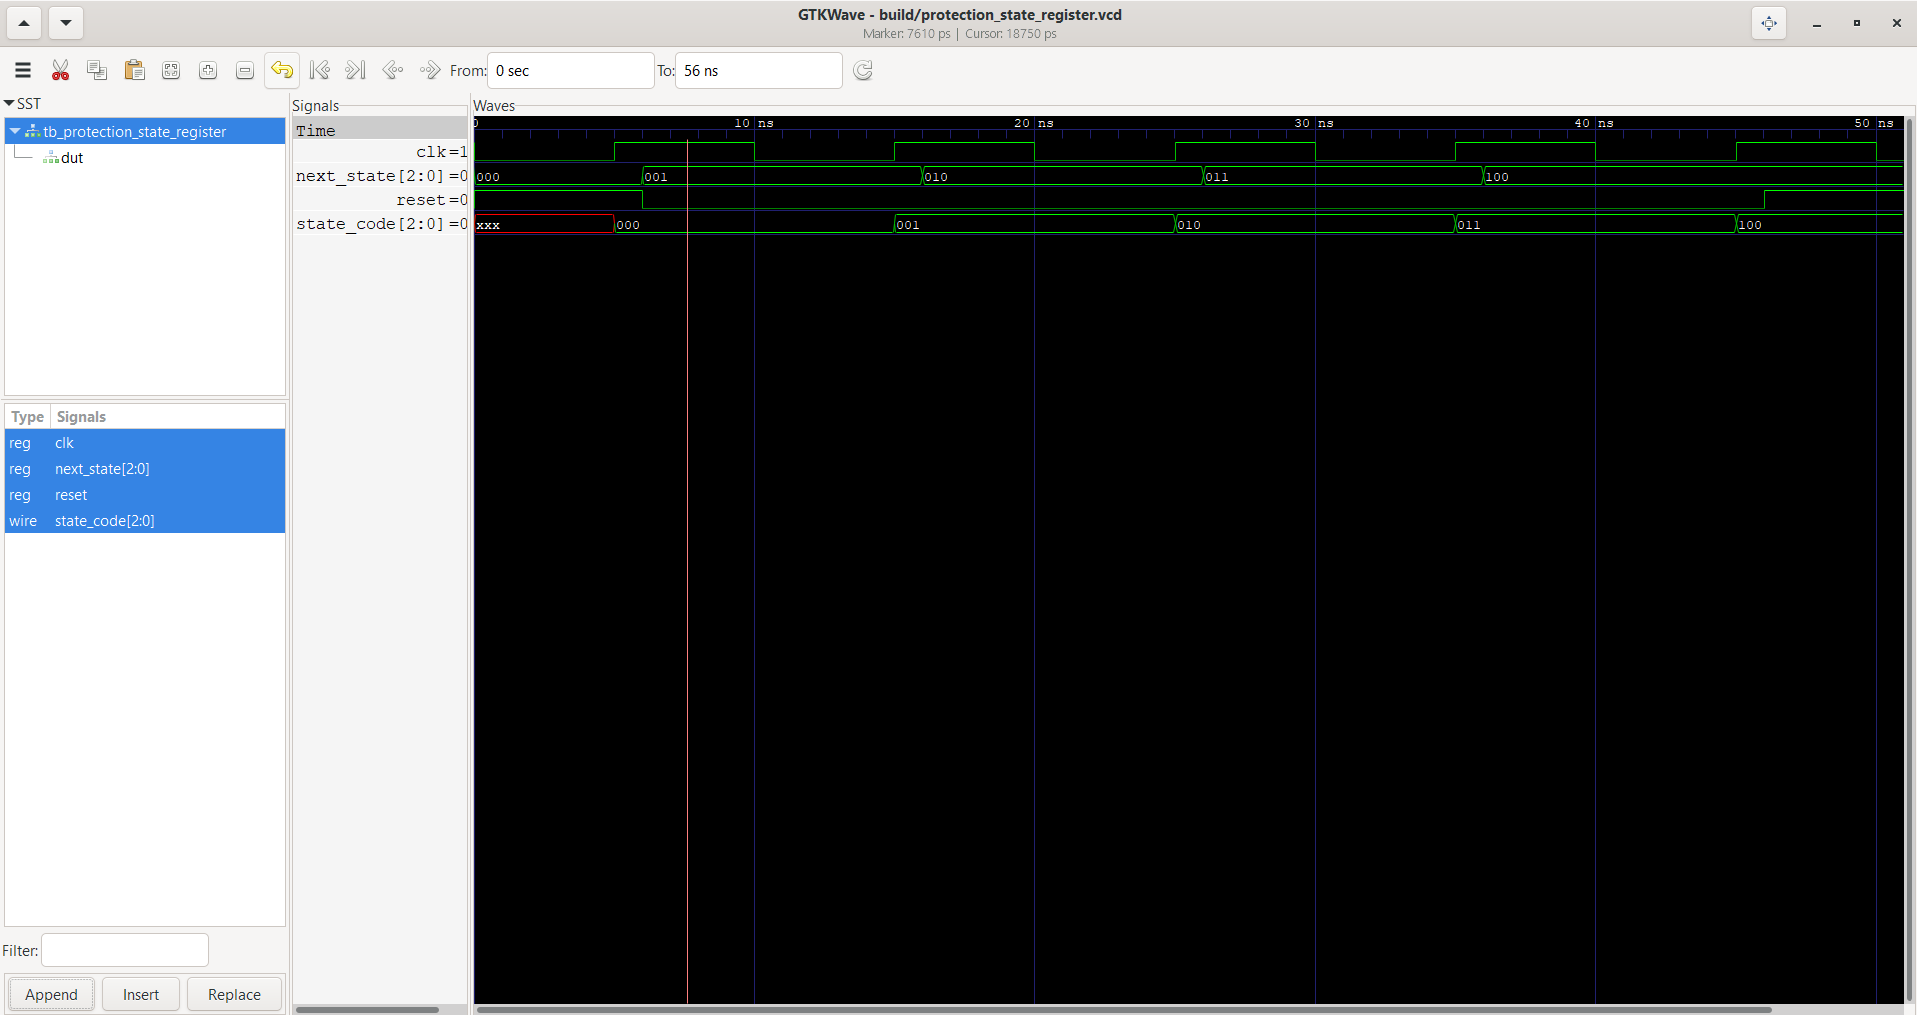 GTKWave - build/protection_state_register.vcd
Marker: 7610 ps | Cursor: 18750 ps
From: 0 sec To: 56 ns
SST
tb_protection_state_register
dut
Type Signals
reg clk
reg next_state[2:0]
reg reset
wire state_code[2:0]
Filter:
Append Insert Replace
Signals
Time
clk=1
next_state[2:0] =0
reset=0
state_code[2:0] =0
Waves
0 10 ns 20 ns 30 ns 40 ns 50 ns
000 001 010 011 100
xxx 000 001 010 011 100